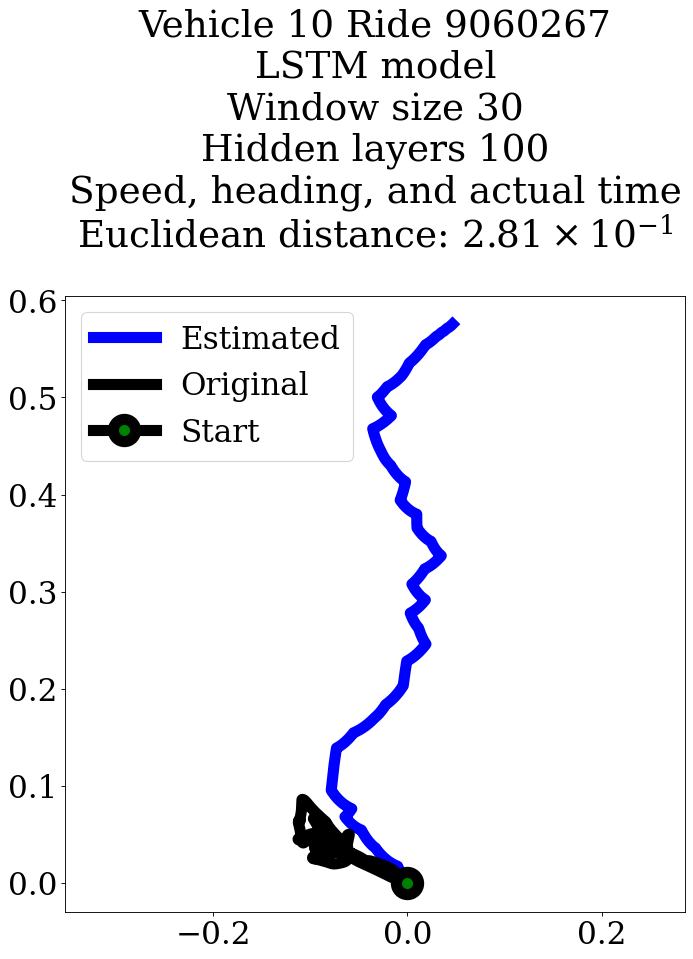 Vehicle 10 Ride 9060267
LSTM model
Window size 30
Hidden layers 100
Speed, heading, and actual time
Euclidean distance: 2.81 × 10⁻¹
0.6
Estimated
Original
Start
0.5
0.4
0.3
0.2
0.1
0.0
−0.2 0.0 0.2